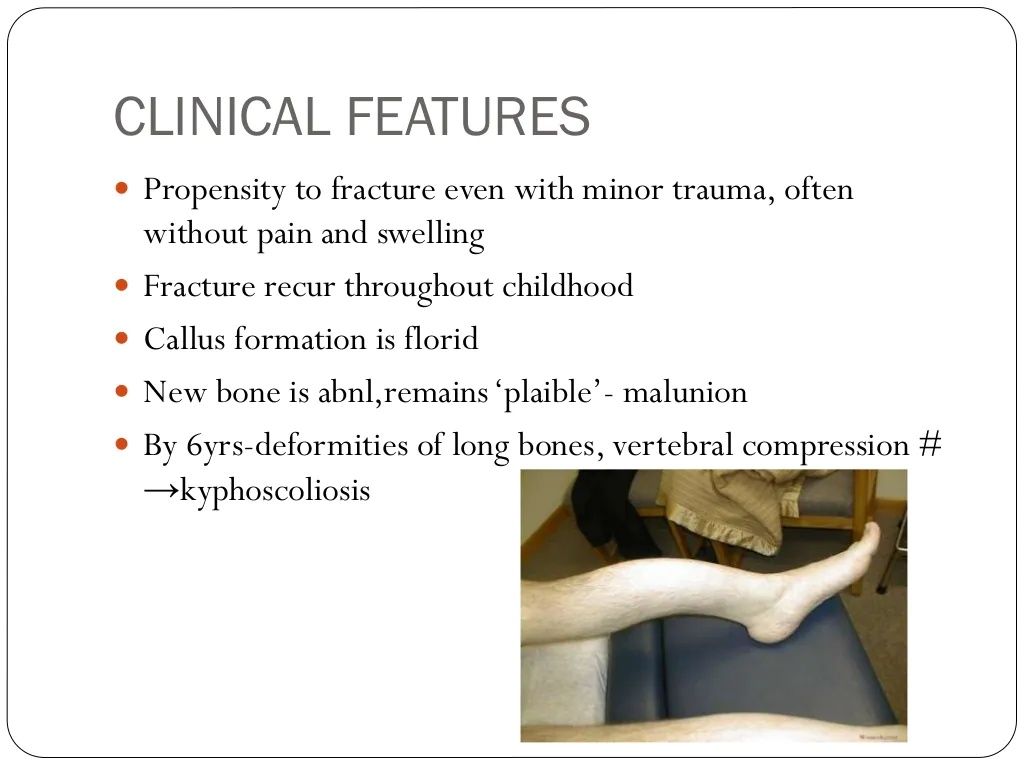 CLINICAL FEATURES
Propensity to fracture even with minor trauma, often
without pain and swelling
Fracture recur throughout childhood
Callus formation is florid
New bone is abnl,remains ‘plaible’- malunion
By 6yrs-deformities of long bones, vertebral compression #
→kyphoscoliosis